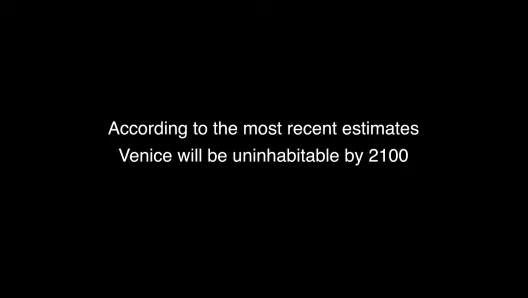 According to the most recent estimates
Venice will be uninhabitable by 2100